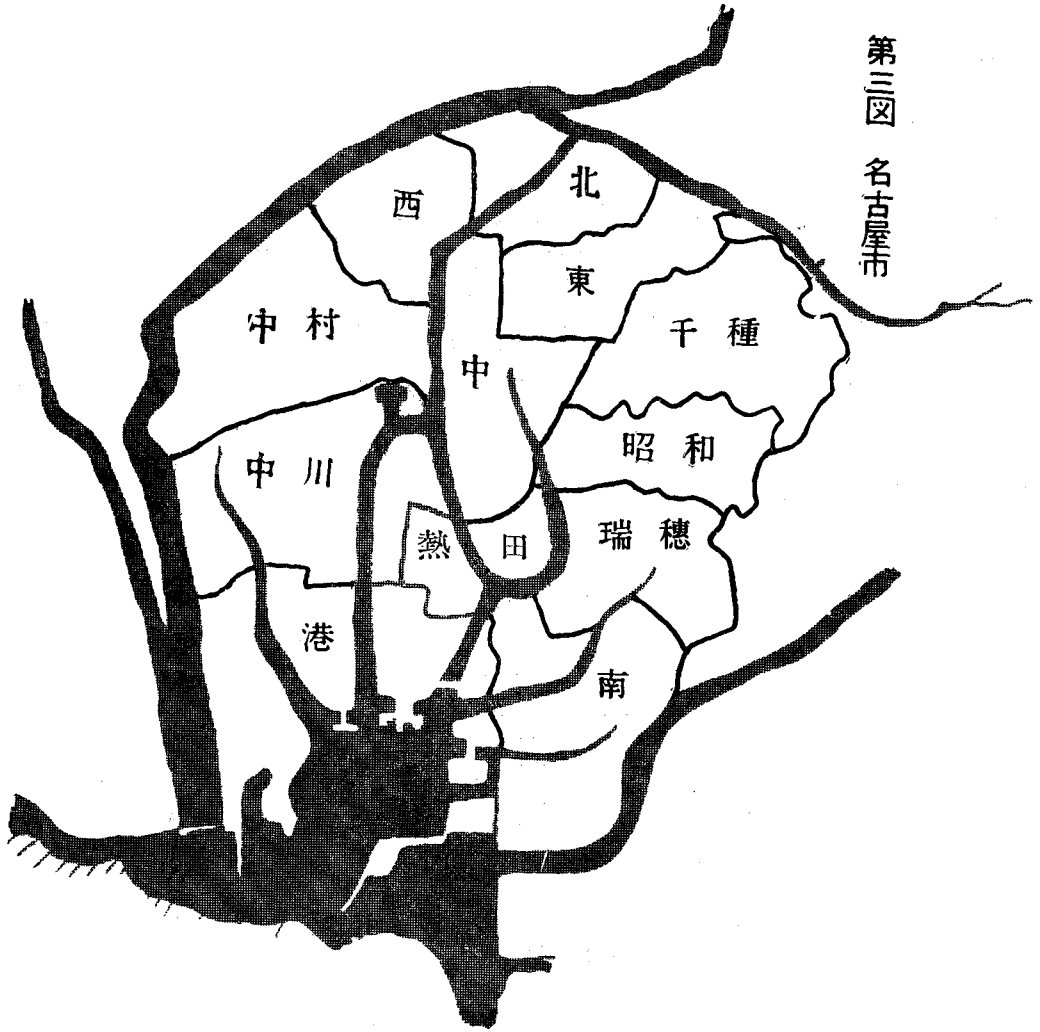 第三図 名古屋市
北
西
東
中村
千種
中
昭和
中川
瑞穂
熱田
港
南